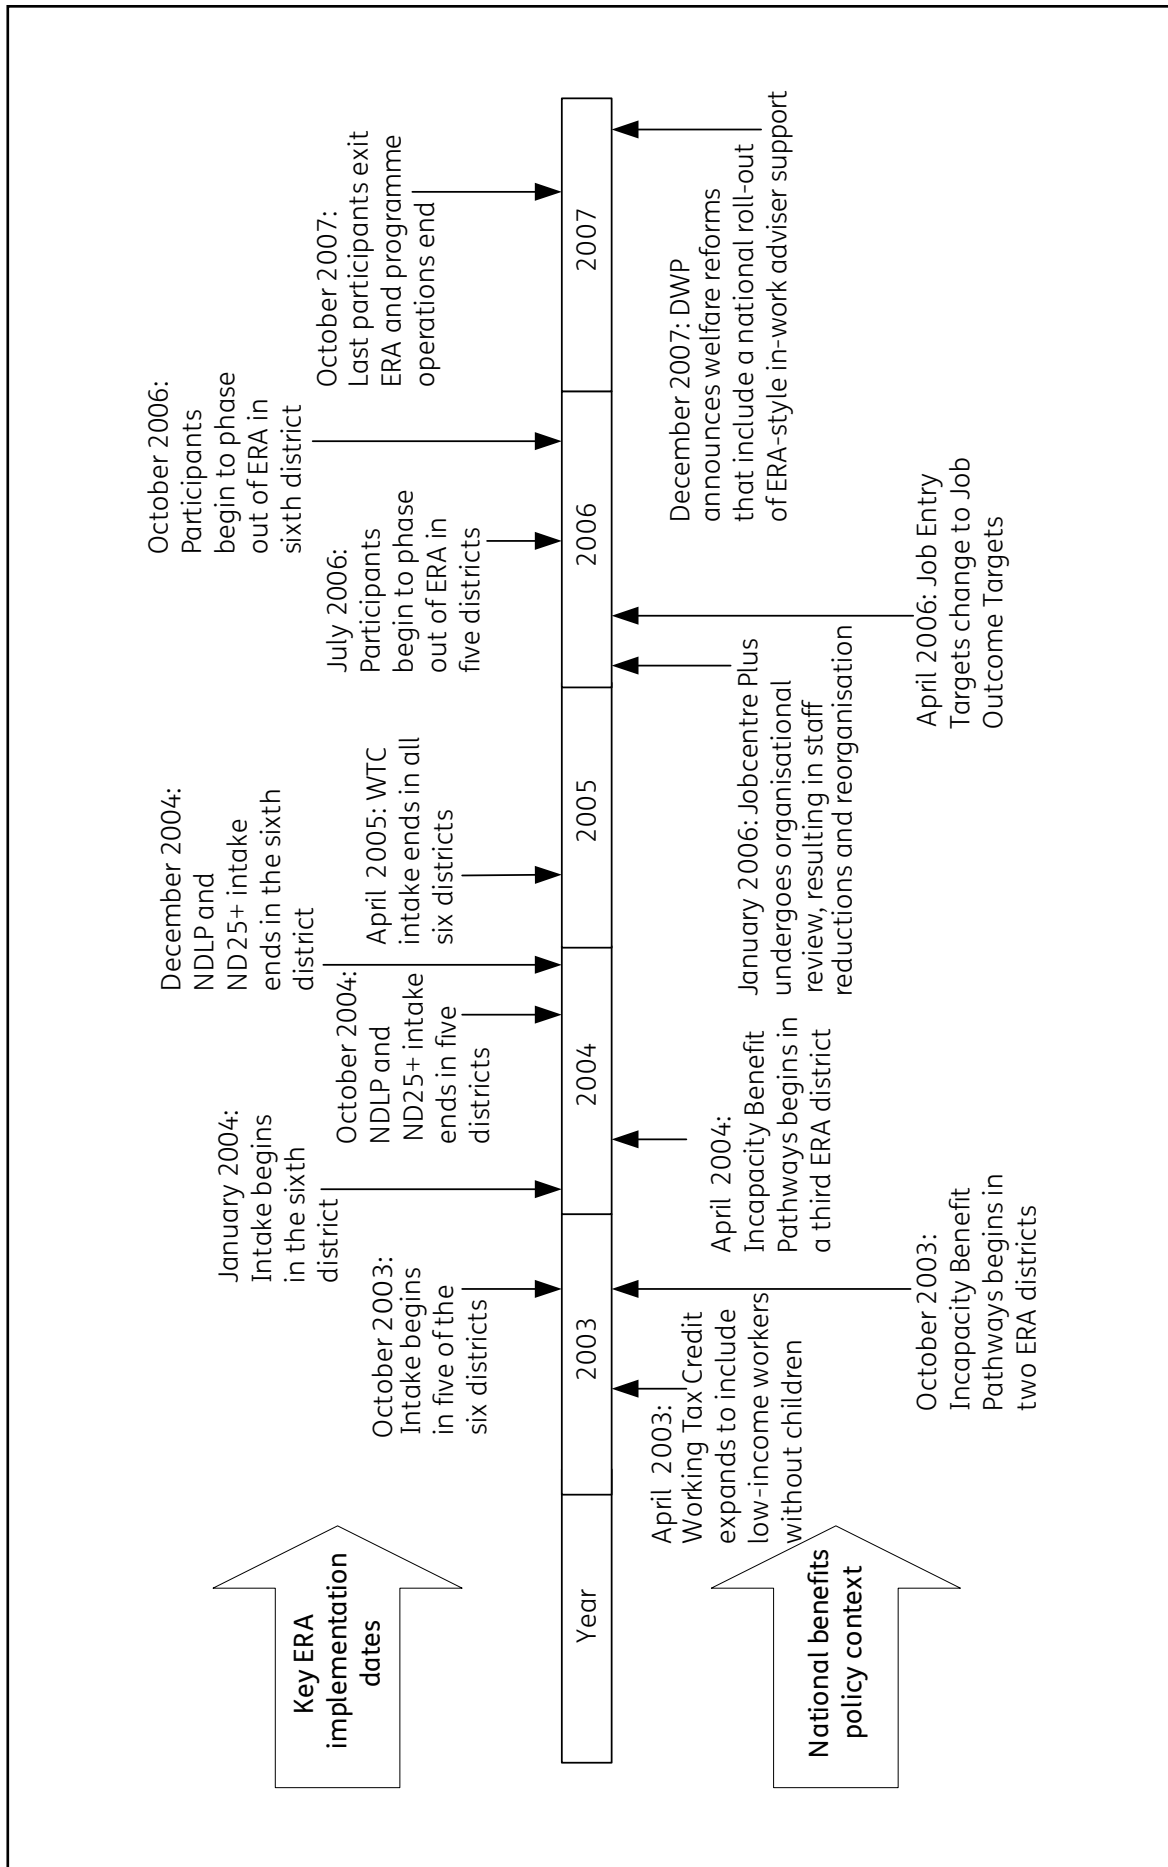 Key ERA
implementation
dates
October 2003:
Intake begins
in five of the
six districts
January 2004:
Intake begins
in the sixth
district
October 2004:
NDLP and
ND25+ intake
ends in five
districts
December 2004:
NDLP and
ND25+ intake
ends in the sixth
district
April 2005: WTC
intake ends in all
six districts
July 2006:
Participants
begin to phase
out of ERA in
five districts
October 2006:
Participants
begin to phase
out of ERA in
sixth district
October 2007:
Last participants exit
ERA and programme
operations end
Year
2003
2004
2005
2006
2007
National benefits
policy context
April 2003:
Working Tax Credit
expands to include
low-income workers
without children
October 2003:
Incapacity Benefit
Pathways begins in
two ERA districts
April 2004:
Incapacity Benefit
Pathways begins in
a third ERA district
January 2006: Jobcentre Plus
undergoes organisational
review, resulting in staff
reductions and reorganisation
April 2006: Job Entry
Targets change to Job
Outcome Targets
December 2007: DWP
announces welfare reforms
that include a national roll-out
of ERA-style in-work adviser support